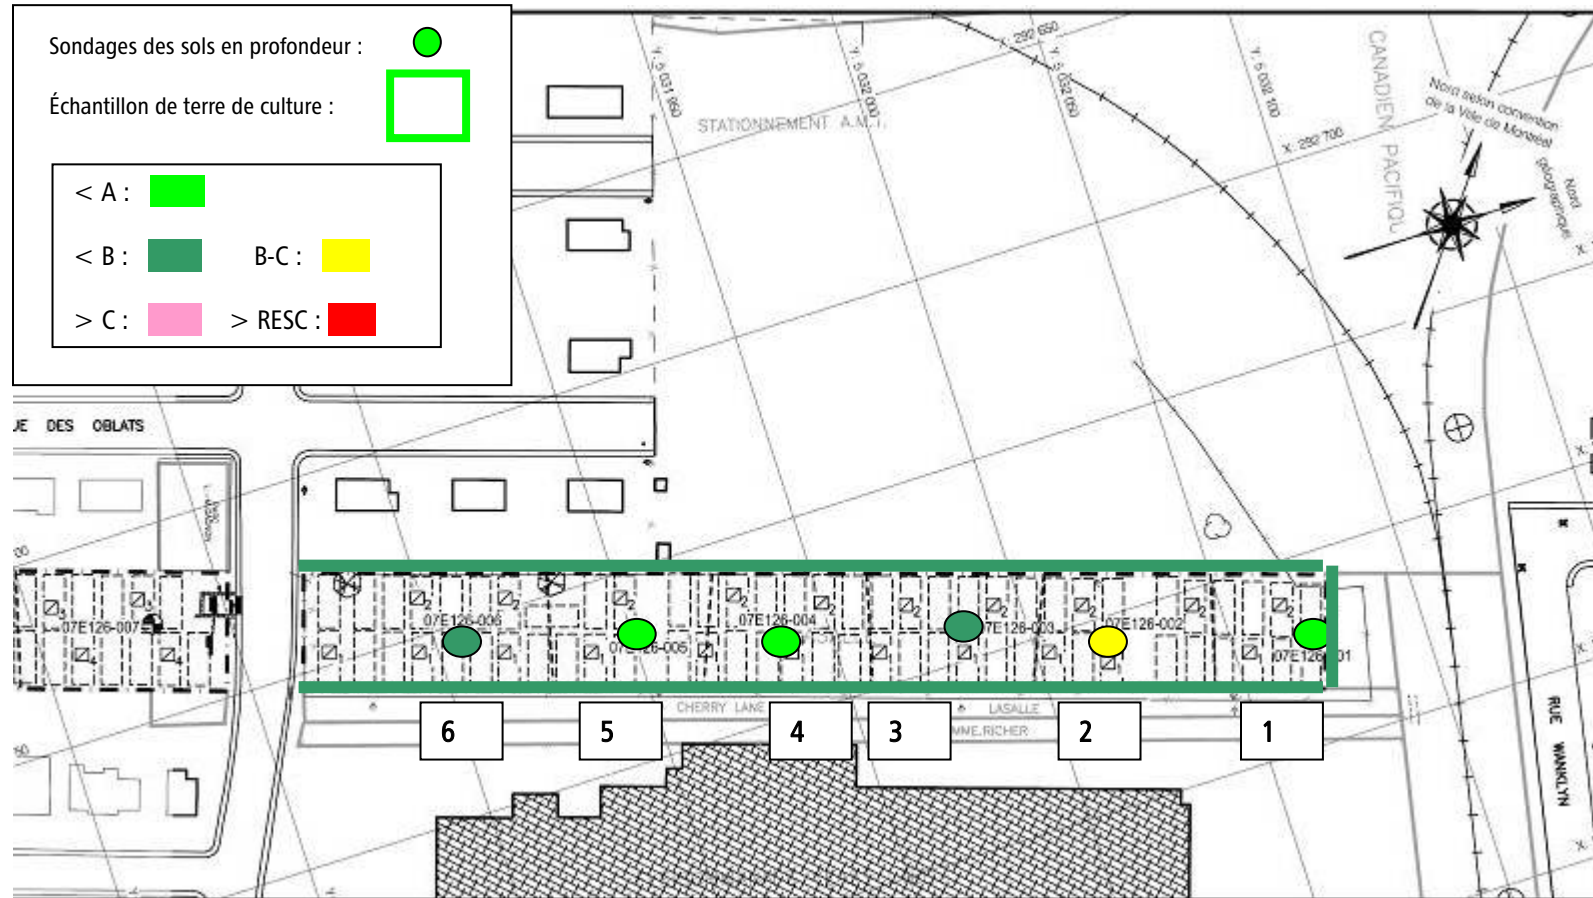 Sondages des sols en profondeur :
Échantillon de terre de culture :
< A :
< B :
B-C :
> C :
> RESC :
STATIONNEMENT A.M.T.
Y: 5 031 950
Y: 5 032 000
Y: 5 032 050
Y: 5 032 100
X: 292 650
X: 292 700
CANADIEN PACIFIQU
Nord selon convention
de la Ville de Montréal
Nord
géographique
UE DES OBLATS
07E126-007
07E126-006
07E126-004
07E126-002
CHERRY LANE
LASALLE
RUE WANKLYN
6
5
4
3
2
1